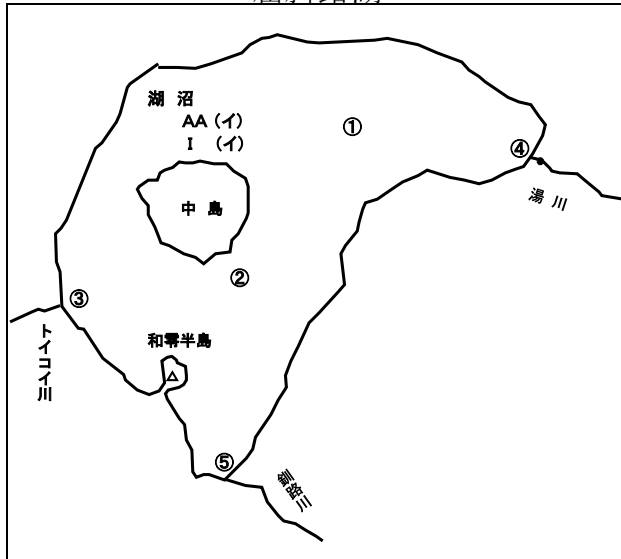 湖 沼
AA（イ）
Ⅰ （イ）
①
④
湯 川
中 島
②
③
トイコイ川
和零半島
⑤
釧路川